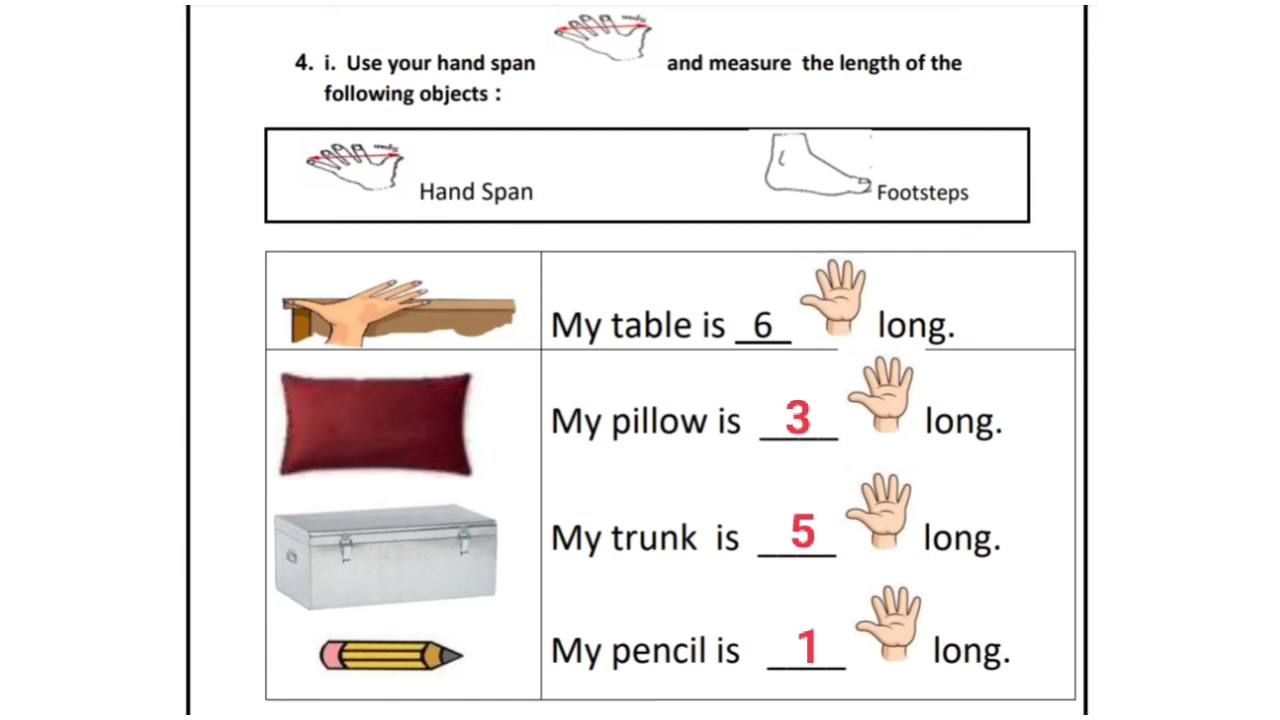 4. i. Use your hand span and measure the length of the
following objects :
Hand Span Footsteps
My table is 6 long.
My pillow is 3 long.
My trunk is 5 long.
My pencil is 1 long.